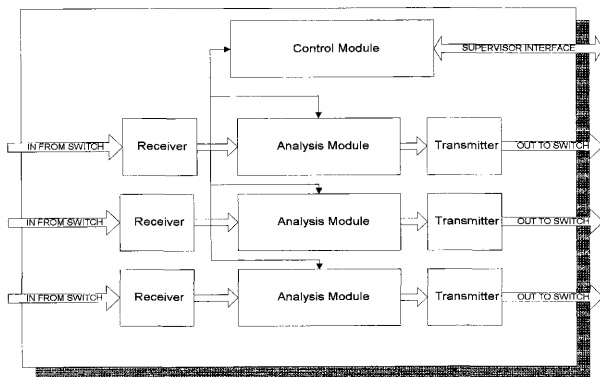 Control Module
SUPERVISOR INTERFACE
IN FROM SWITCH
Receiver
Analysis Module
Transmitter
OUT TO SWITCH
IN FROM SWITCH
Receiver
Analysis Module
Transmitter
OUT TO SWITCH
IN FROM SWITCH
Receiver
Analysis Module
Transmitter
OUT TO SWITCH